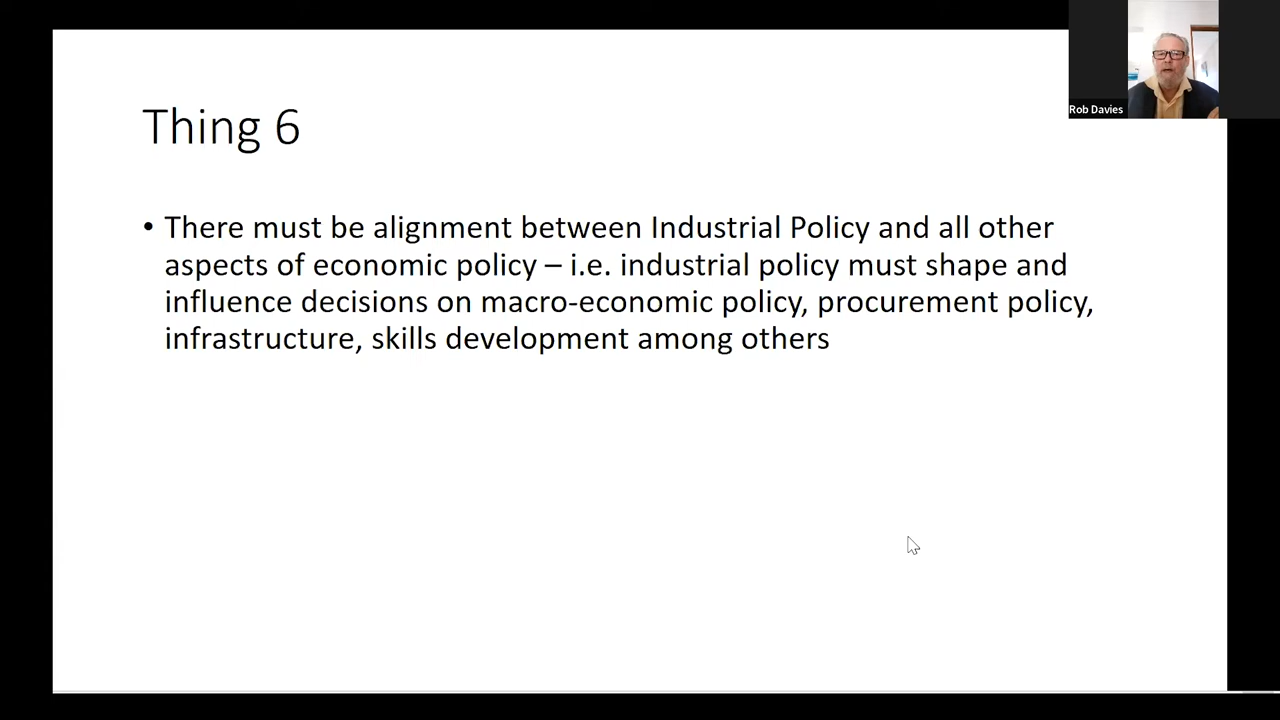 Rob Davies
Thing 6
• There must be alignment between Industrial Policy and all other
aspects of economic policy – i.e. industrial policy must shape and
influence decisions on macro-economic policy, procurement policy,
infrastructure, skills development among others